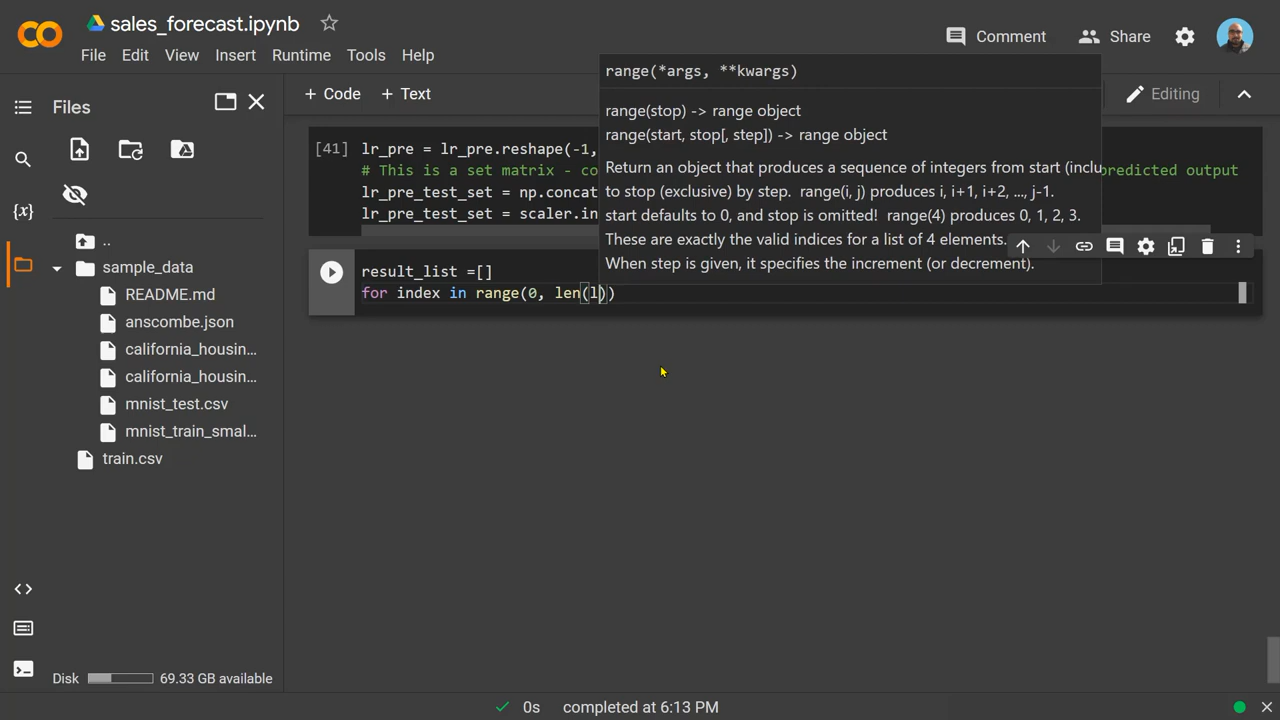 sales_forecast.ipynb
File Edit View Insert Runtime Tools Help
Comment
Share
Files
+ Code + Text
Editing
range(*args, **kwargs)
range(stop) -> range object
range(start, stop[, step]) -> range object
Return an object that produces a sequence of integers from start (inclu
to stop (exclusive) by step. range(i, j) produces i, i+1, i+2, ..., j-1.
start defaults to 0, and stop is omitted! range(4) produces 0, 1, 2, 3.
These are exactly the valid indices for a list of 4 elements.
When step is given, it specifies the increment (or decrement).
[41] lr_pre = lr_pre.reshape(-1,
# This is a set matrix - co predicted output
lr_pre_test_set = np.concat
lr_pre_test_set = scaler.in
result_list =[]
for index in range(0, len(l))
{x}
..
sample_data
README.md
anscombe.json
california_housin...
california_housin...
mnist_test.csv
mnist_train_smal...
train.csv
Disk 69.33 GB available
0s completed at 6:13 PM